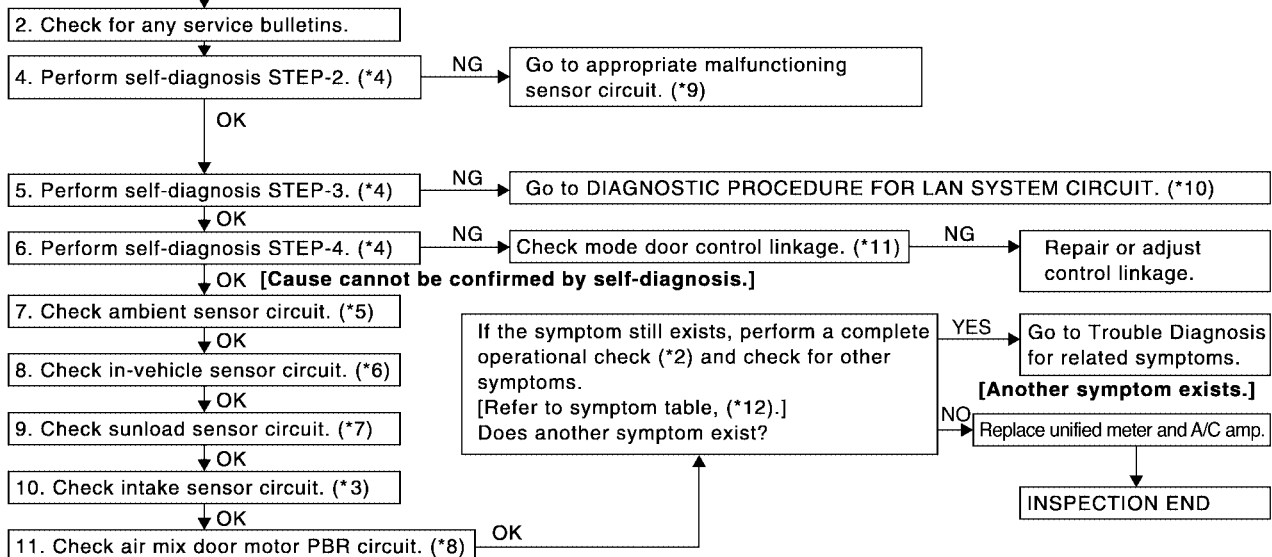 2. Check for any service bulletins.
4. Perform self-diagnosis STEP-2. (*4)
NG
Go to appropriate malfunctioning
sensor circuit. (*9)
OK
5. Perform self-diagnosis STEP-3. (*4)
NG
Go to DIAGNOSTIC PROCEDURE FOR LAN SYSTEM CIRCUIT. (*10)
OK
6. Perform self-diagnosis STEP-4. (*4)
NG
Check mode door control linkage. (*11)
NG
Repair or adjust
control linkage.
OK
[Cause cannot be confirmed by self-diagnosis.]
7. Check ambient sensor circuit. (*5)
OK
8. Check in-vehicle sensor circuit. (*6)
OK
9. Check sunload sensor circuit. (*7)
OK
10. Check intake sensor circuit. (*3)
OK
11. Check air mix door motor PBR circuit. (*8)
OK
If the symptom still exists, perform a complete
operational check (*2) and check for other
symptoms.
[Refer to symptom table, (*12).]
Does another symptom exist?
YES
Go to Trouble Diagnosis
for related symptoms.
[Another symptom exists.]
NO
Replace unified meter and A/C amp.
INSPECTION END